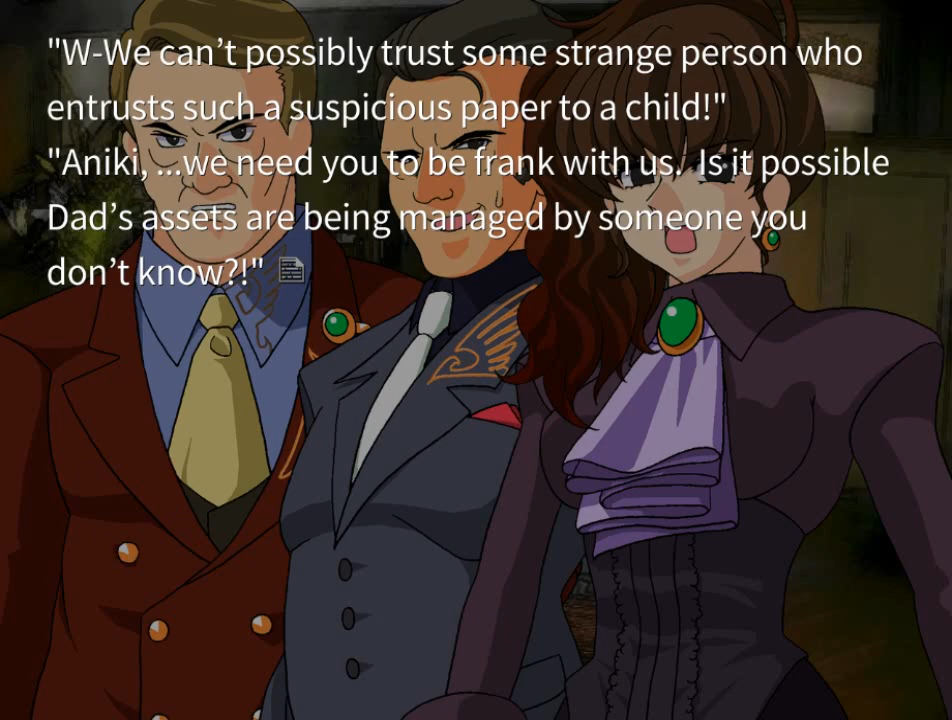 "W-We can’t possibly trust some strange person who
entrusts such a suspicious paper to a child!"
"Aniki, ...we need you to be frank with us.  Is it possible
Dad’s assets are being managed by someone you
don’t know?!"